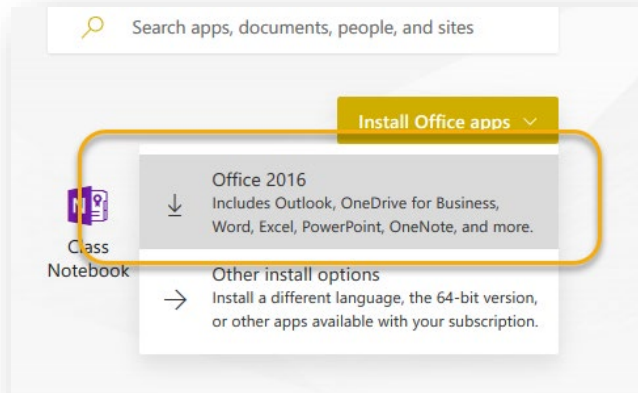 Search apps, documents, people, and sites
Install Office apps
Office 2016
Includes Outlook, OneDrive for Business,
Word, Excel, PowerPoint, OneNote, and more.
N
Class
Notebook
Other install options
Install a different language, the 64-bit version,
or other apps available with your subscription.